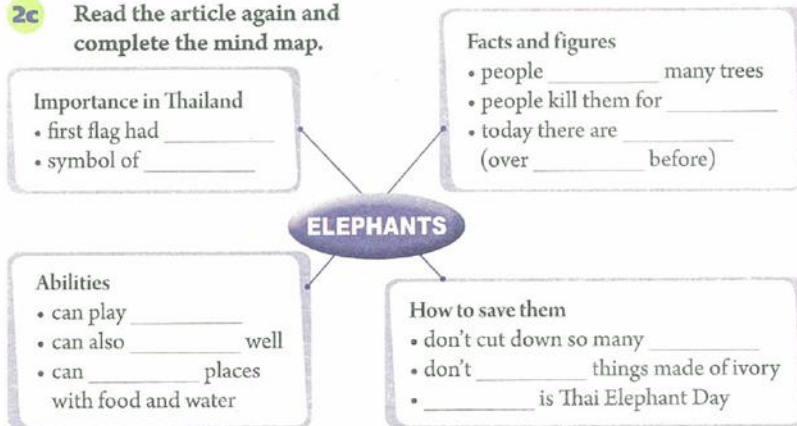 2c Read the article again and
complete the mind map.
Importance in Thailand
• first flag had __________
• symbol of __________
Facts and figures
• people __________ many trees
• people kill them for __________
• today there are __________
(over __________ before)
ELEPHANTS
Abilities
• can play __________
• can also __________ well
• can __________ places
with food and water
How to save them
• don't cut down so many __________
• don't __________ things made of ivory
• __________ is Thai Elephant Day